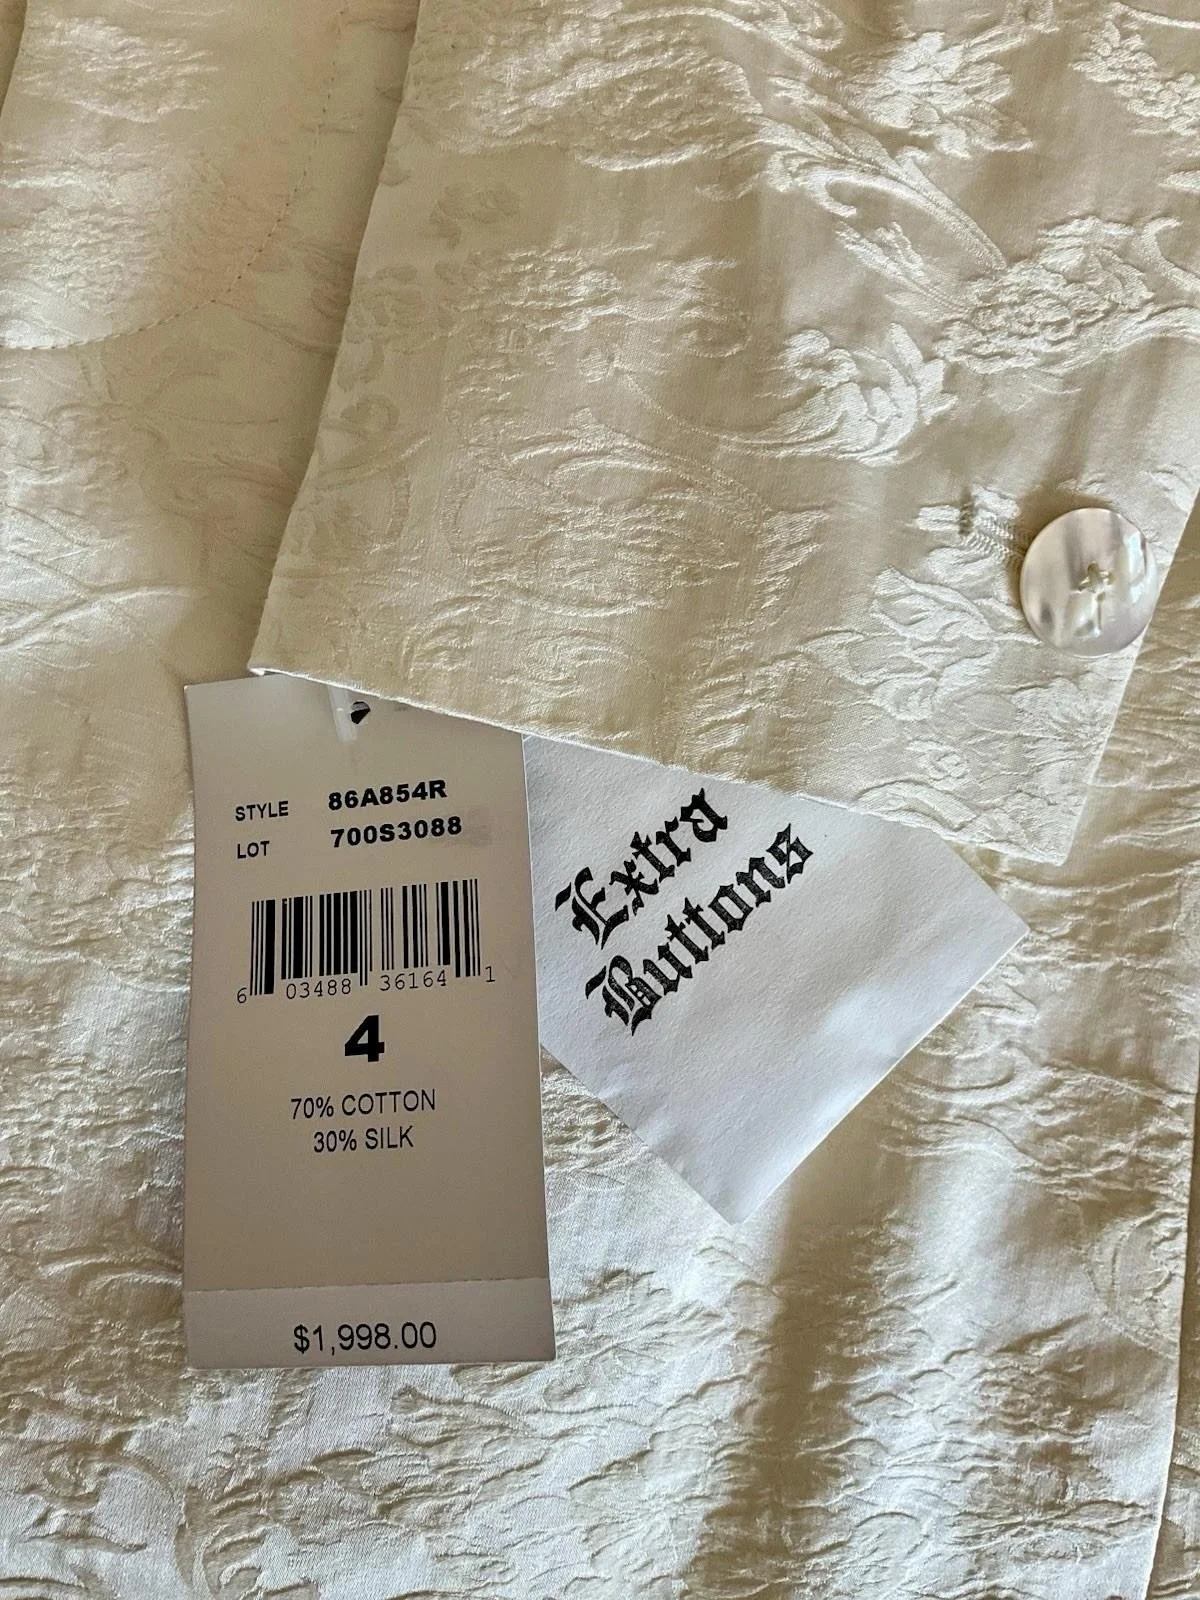 STYLE 86A854R
LOT 700S3088
6 03488 36164 1
4
70% COTTON
30% SILK
$1,998.00
Extra
Buttons